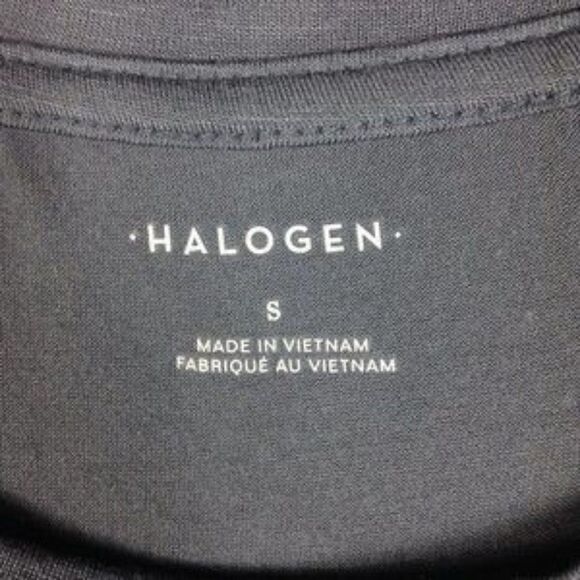 ·HALOGEN·
S
MADE IN VIETNAM
FABRIQUÉ AU VIETNAM